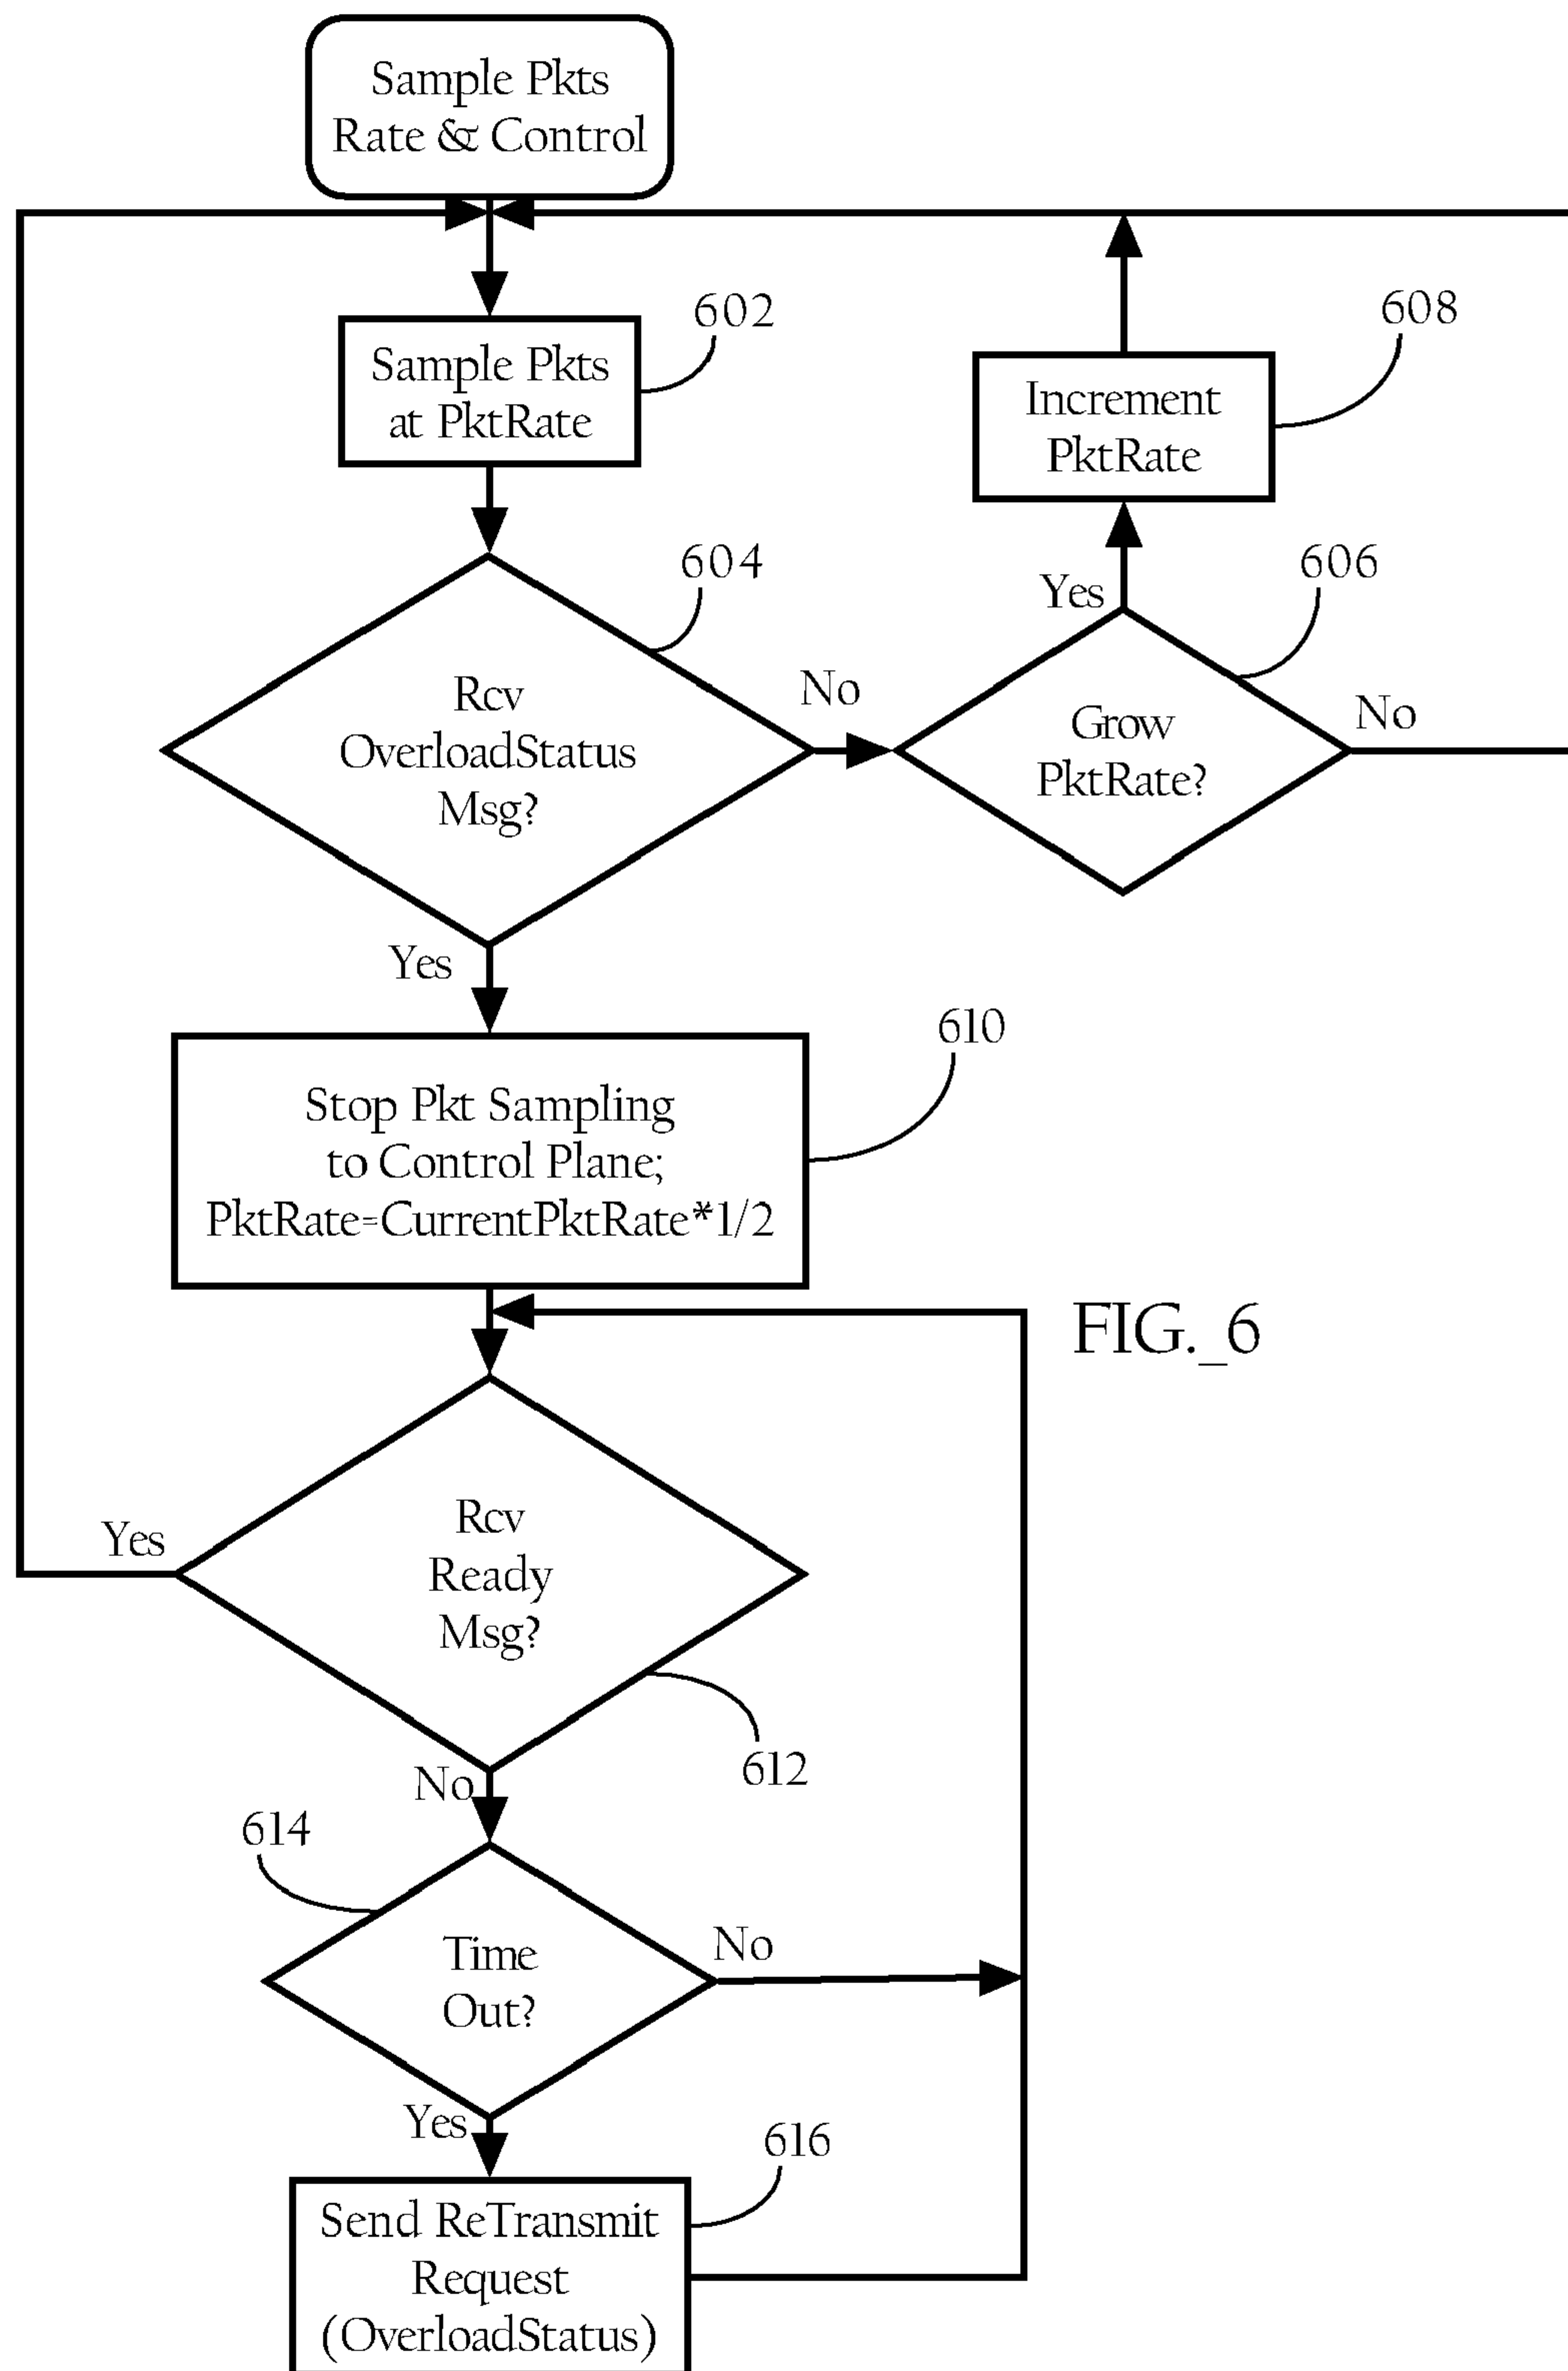 Sample Pkts
Rate & Control
602
Sample Pkts
at PktRate
608
Increment
PktRate
604
Rcv
OverloadStatus
Msg?
No
Yes
606
Grow
PktRate?
No
Yes
610
Stop Pkt Sampling
to Control Plane;
PktRate=CurrentPktRate*1/2
FIG._6
Rcv
Ready
Msg?
Yes
612
No
614
Time
Out?
No
Yes
616
Send ReTransmit
Request
(OverloadStatus)